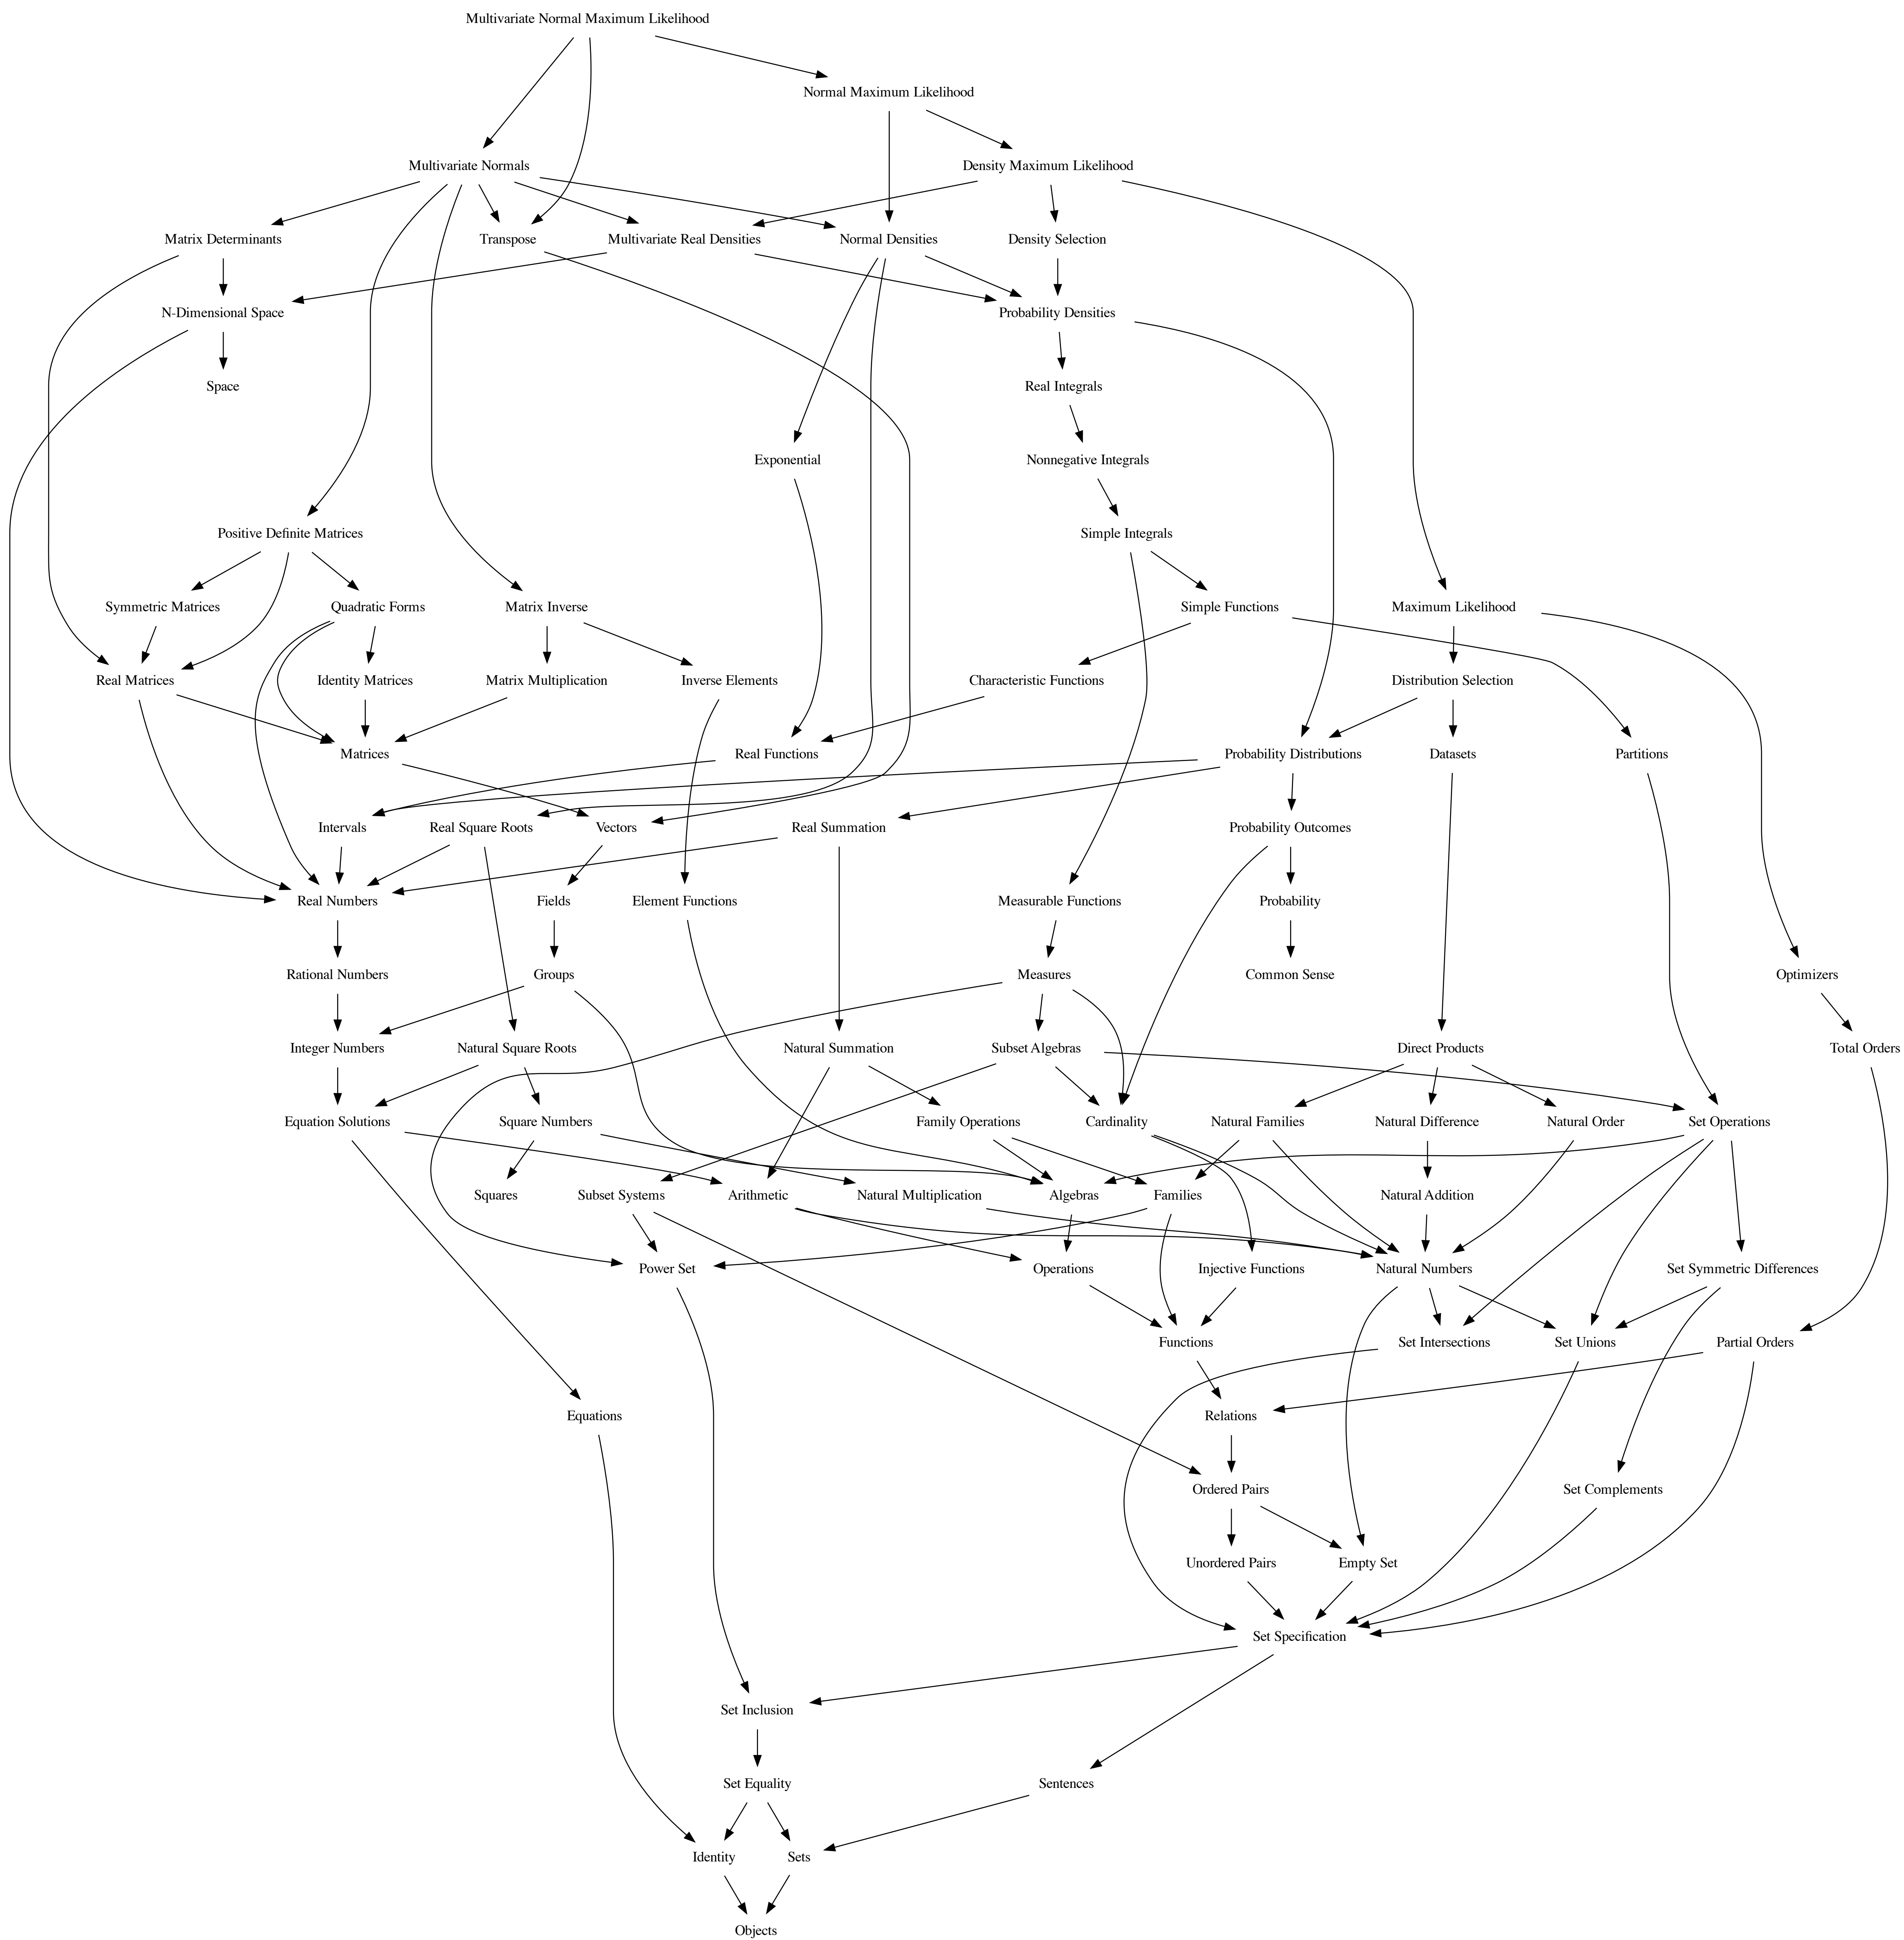 Multivariate Normal Maximum Likelihood
Normal Maximum Likelihood
Multivariate Normals
Density Maximum Likelihood
Matrix Determinants
Transpose
Multivariate Real Densities
Normal Densities
Density Selection
N-Dimensional Space
Probability Densities
Space
Real Integrals
Exponential
Nonnegative Integrals
Positive Definite Matrices
Simple Integrals
Symmetric Matrices
Quadratic Forms
Matrix Inverse
Simple Functions
Maximum Likelihood
Real Matrices
Identity Matrices
Matrix Multiplication
Inverse Elements
Characteristic Functions
Distribution Selection
Matrices
Real Functions
Probability Distributions
Datasets
Partitions
Intervals
Real Square Roots
Vectors
Real Summation
Probability Outcomes
Real Numbers
Fields
Element Functions
Measurable Functions
Probability
Rational Numbers
Groups
Measures
Common Sense
Optimizers
Integer Numbers
Natural Square Roots
Natural Summation
Subset Algebras
Direct Products
Total Orders
Equation Solutions
Square Numbers
Family Operations
Cardinality
Natural Families
Natural Difference
Natural Order
Set Operations
Squares
Subset Systems
Arithmetic
Natural Multiplication
Algebras
Families
Natural Addition
Power Set
Operations
Injective Functions
Natural Numbers
Set Symmetric Differences
Functions
Set Intersections
Set Unions
Partial Orders
Equations
Relations
Ordered Pairs
Set Complements
Unordered Pairs
Empty Set
Set Specification
Set Inclusion
Set Equality
Sentences
Identity
Sets
Objects